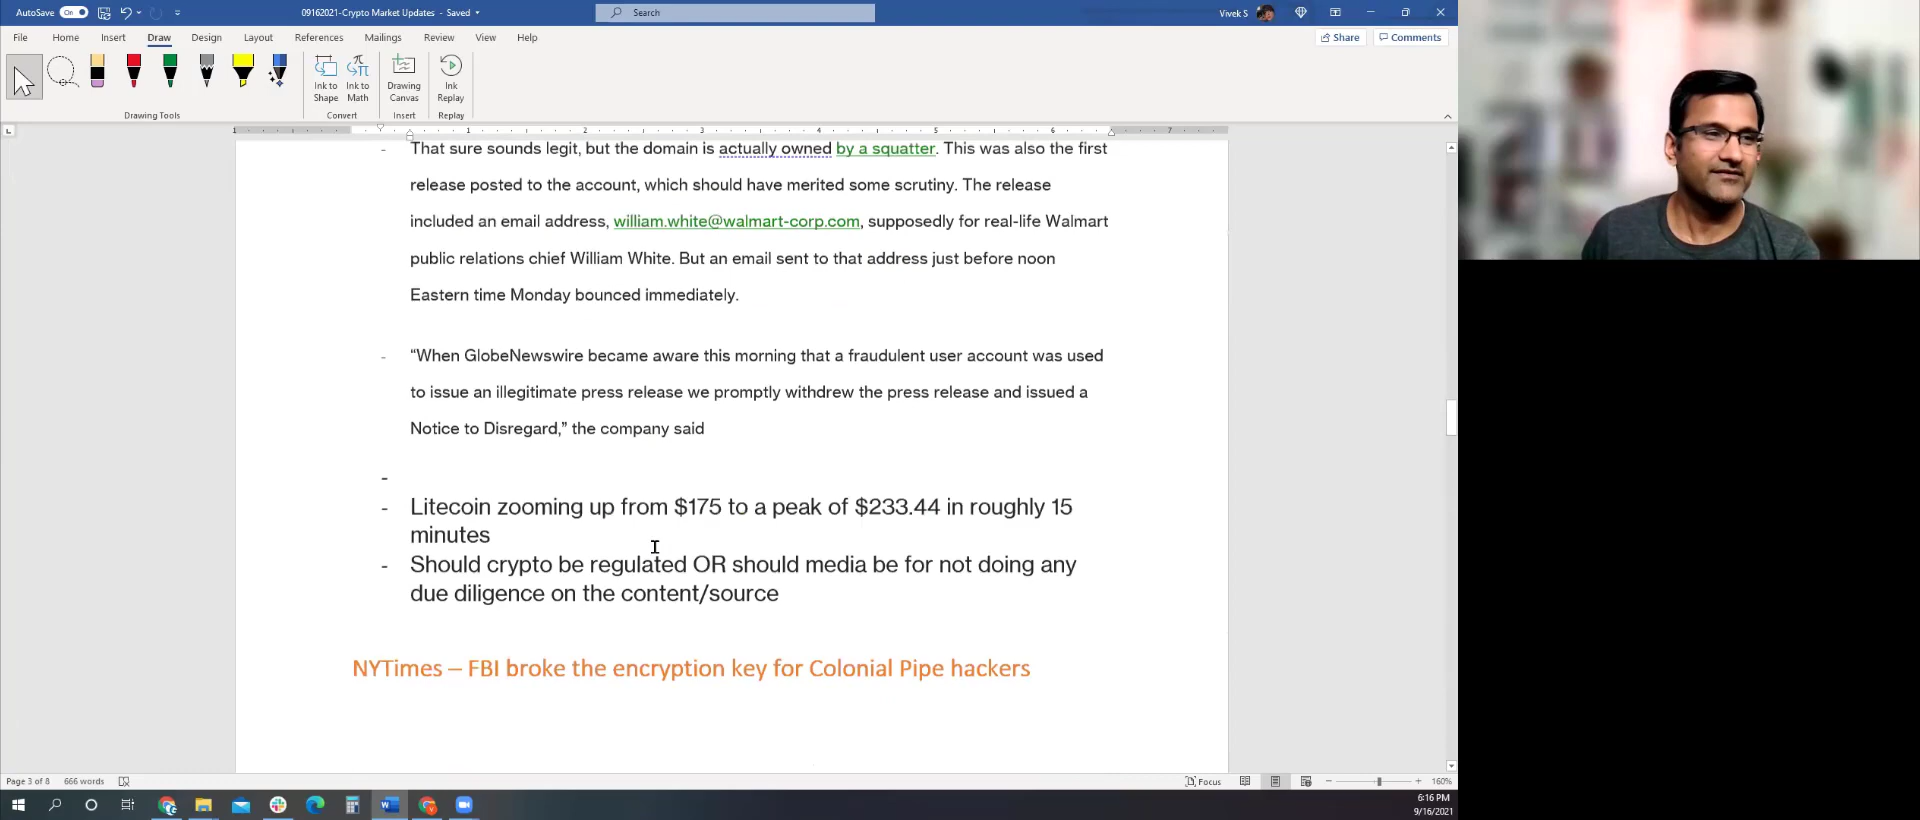 AutoSave On 09162021-Crypto Market Updates - Saved Search Vivek S
File Home Insert Draw Design Layout References Mailings Review View Help Share Comments
Ink to Shape Ink to Math Drawing Canvas Ink Replay
Drawing Tools Convert Insert Replay
1 1 2 3 4 5 6 7
- That sure sounds legit, but the domain is actually owned by a squatter. This was also the first
release posted to the account, which should have merited some scrutiny. The release
included an email address, william.white@walmart-corp.com, supposedly for real-life Walmart
public relations chief William White. But an email sent to that address just before noon
Eastern time Monday bounced immediately.
- “When GlobeNewswire became aware this morning that a fraudulent user account was used
to issue an illegitimate press release we promptly withdrew the press release and issued a
Notice to Disregard,” the company said
-
- Litecoin zooming up from $175 to a peak of $233.44 in roughly 15
minutes
- Should crypto be regulated OR should media be for not doing any
due diligence on the content/source
NYTimes – FBI broke the encryption key for Colonial Pipe hackers
Page 3 of 8 666 words Focus 160%
6:16 PM
9/16/2021